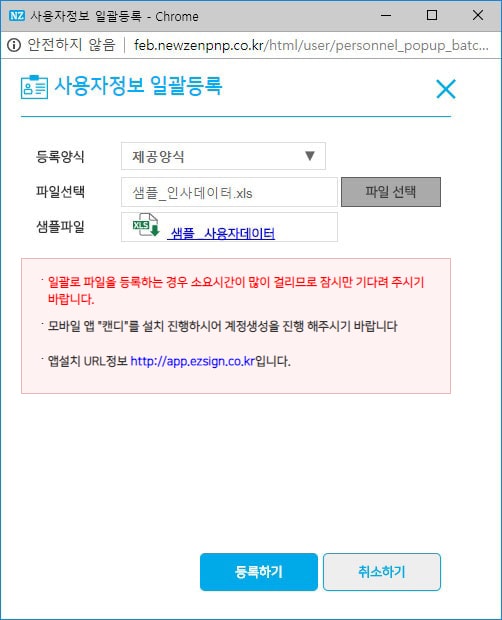 NZ 사용자정보 일괄등록 - Chrome
안전하지 않음 feb.newzenpnp.co.kr/html/user/personnel_popup_batc...
사용자정보 일괄등록
등록양식 제공양식
파일선택 샘플_인사데이터.xls 파일 선택
샘플파일 XLS 샘플_사용자데이터
· 일괄로 파일을 등록하는 경우 소요시간이 많이 걸리므로 잠시만 기다려 주시기
바랍니다.
· 모바일 앱 "캔디"를 설치 진행하시어 계정생성을 진행 해주시기 바랍니다
· 앱설치 URL정보 http://app.ezsign.co.kr입니다.
등록하기 취소하기